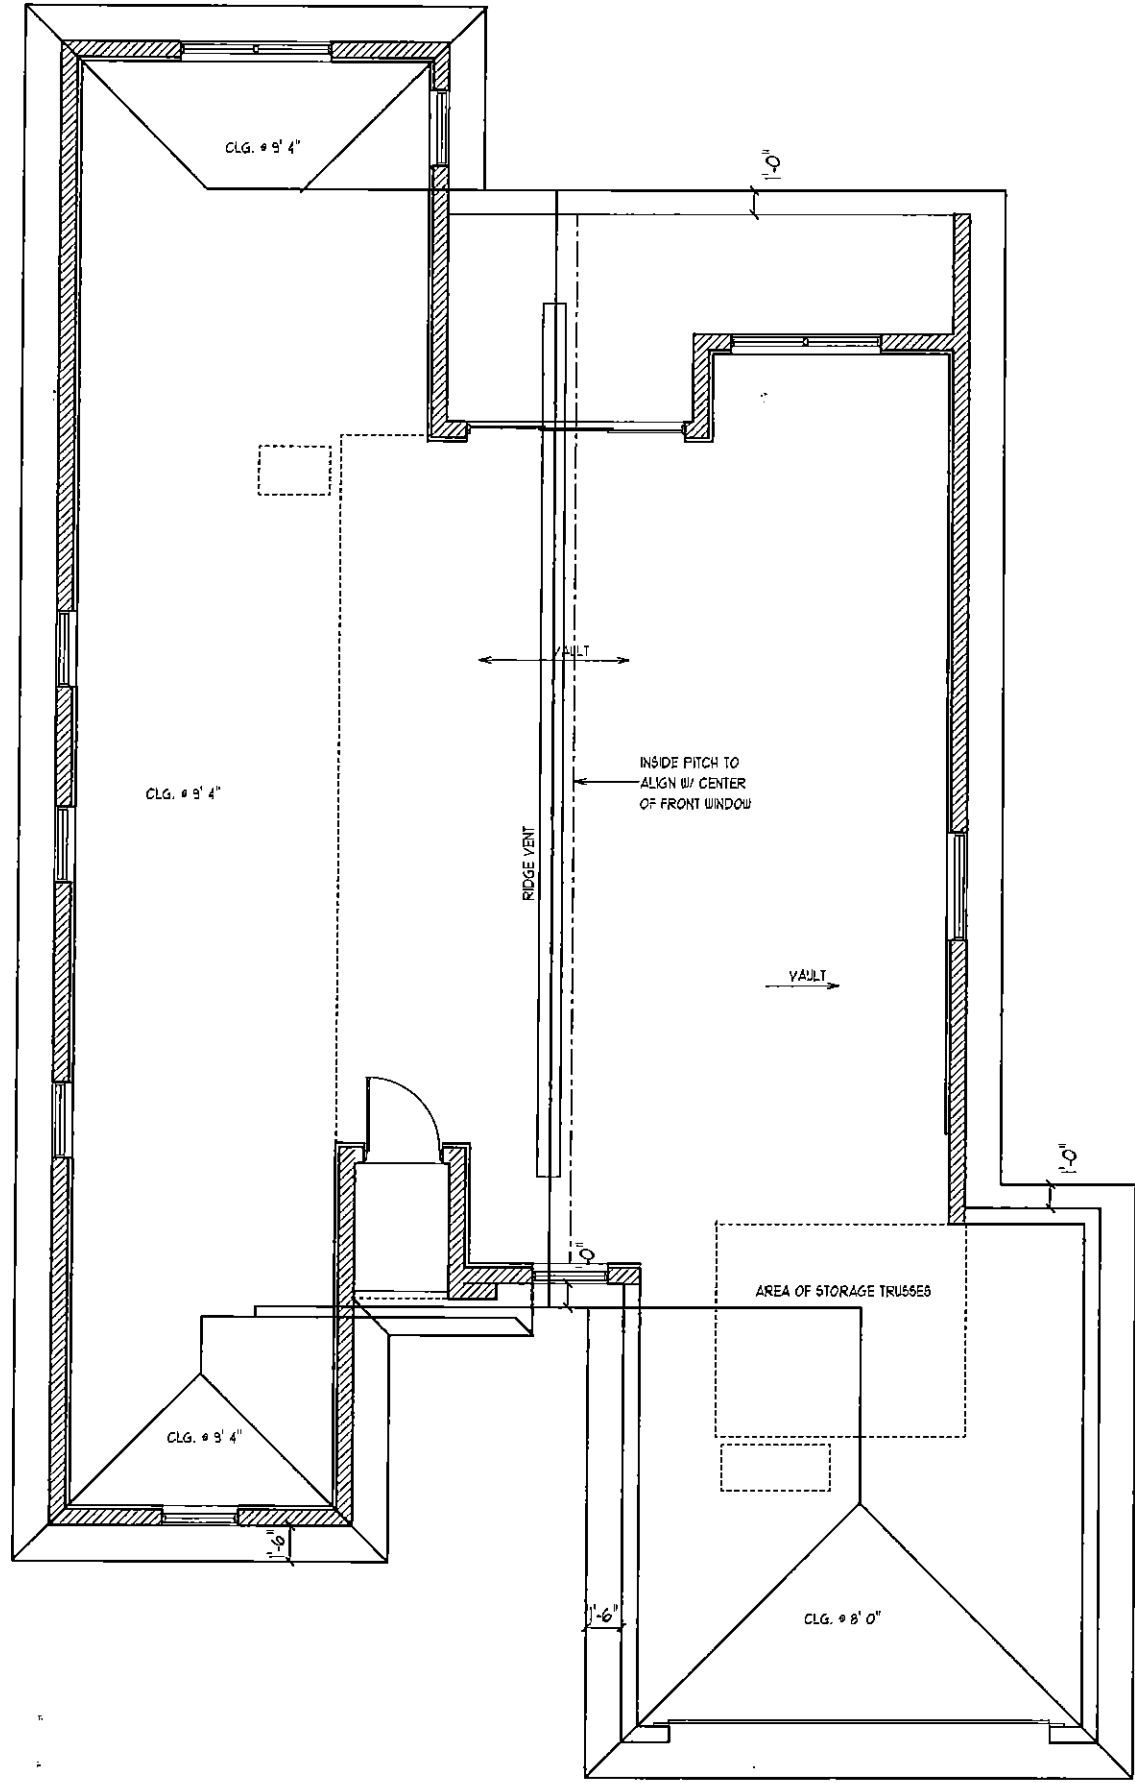 CLG. @ 9' 4"
1'-0"
VAULT
INSIDE PITCH TO
ALIGN W/ CENTER
OF FRONT WINDOW
CLG. @ 9' 4"
RIDGE VENT
VAULT
1'-0"
1'-0"
AREA OF STORAGE TRUSSES
CLG. @ 9' 4"
1'-6"
1'-6"
CLG. @ 8' 0"